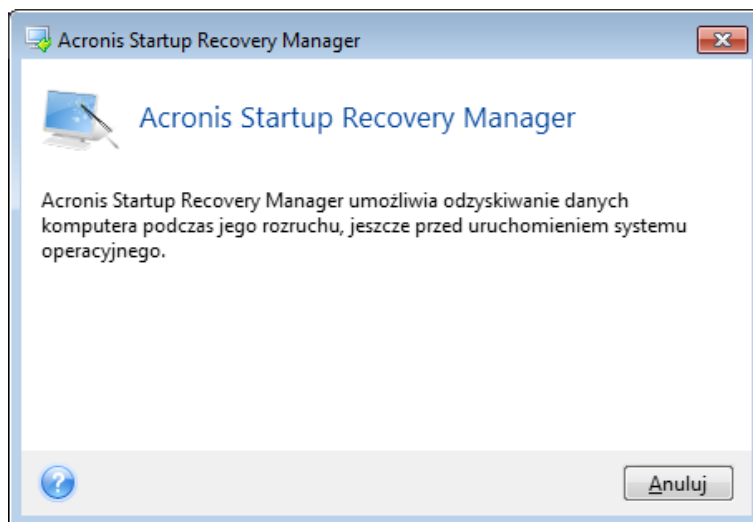 Acronis Startup Recovery Manager
Acronis Startup Recovery Manager
Acronis Startup Recovery Manager umożliwia odzyskiwanie danych
komputera podczas jego rozruchu, jeszcze przed uruchomieniem systemu
operacyjnego.
?
Anuluj